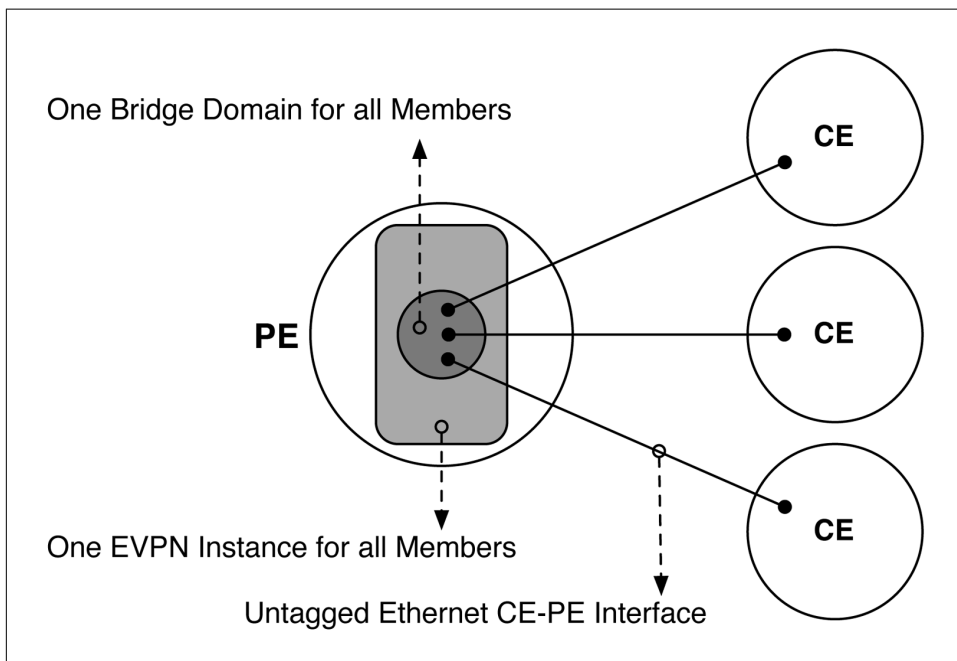 One Bridge Domain for all Members
CE
PE
CE
CE
One EVPN Instance for all Members
Untagged Ethernet CE-PE Interface